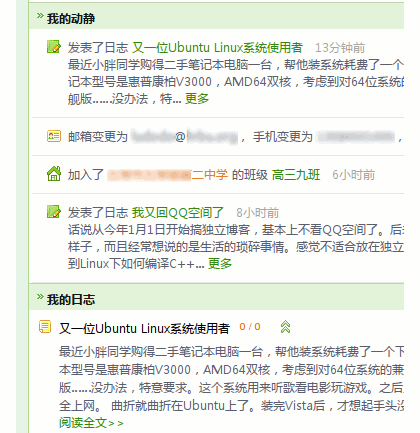 » 我的动静
发表了日志 又一位Ubuntu Linux系统使用者 13分钟前
最近小胖同学购得二手笔记本电脑一台，帮他装系统耗费了一个
记本型号是惠普康柏V3000，AMD64双核，考虑到对64位系统的
舰版......没办法，特... 更多
邮箱变更为 @ ， 手机变更为
加入了 二中学 的班级 高三九班 6小时前
发表了日志 我又回QQ空间了 8小时前
话说从今年1月1日开始搞独立博客，基本上不看QQ空间了。后
样子，而且经常想说的是生活的琐碎事情。感觉不适合放在独立
到Linux下如何编译C++... 更多
» 我的日志
又一位Ubuntu Linux系统使用者 0 / 0
最近小胖同学购得二手笔记本电脑一台，帮他装系统耗费了一个下
本型号是惠普康柏V3000，AMD64双核，考虑到对64位系统的兼
版......没办法，特意要求。这个系统用来听歌看电影玩游戏。之后
全上网。 曲折就曲折在Ubuntu上了。装完Vista后，才想起手头没
阅读全文>>